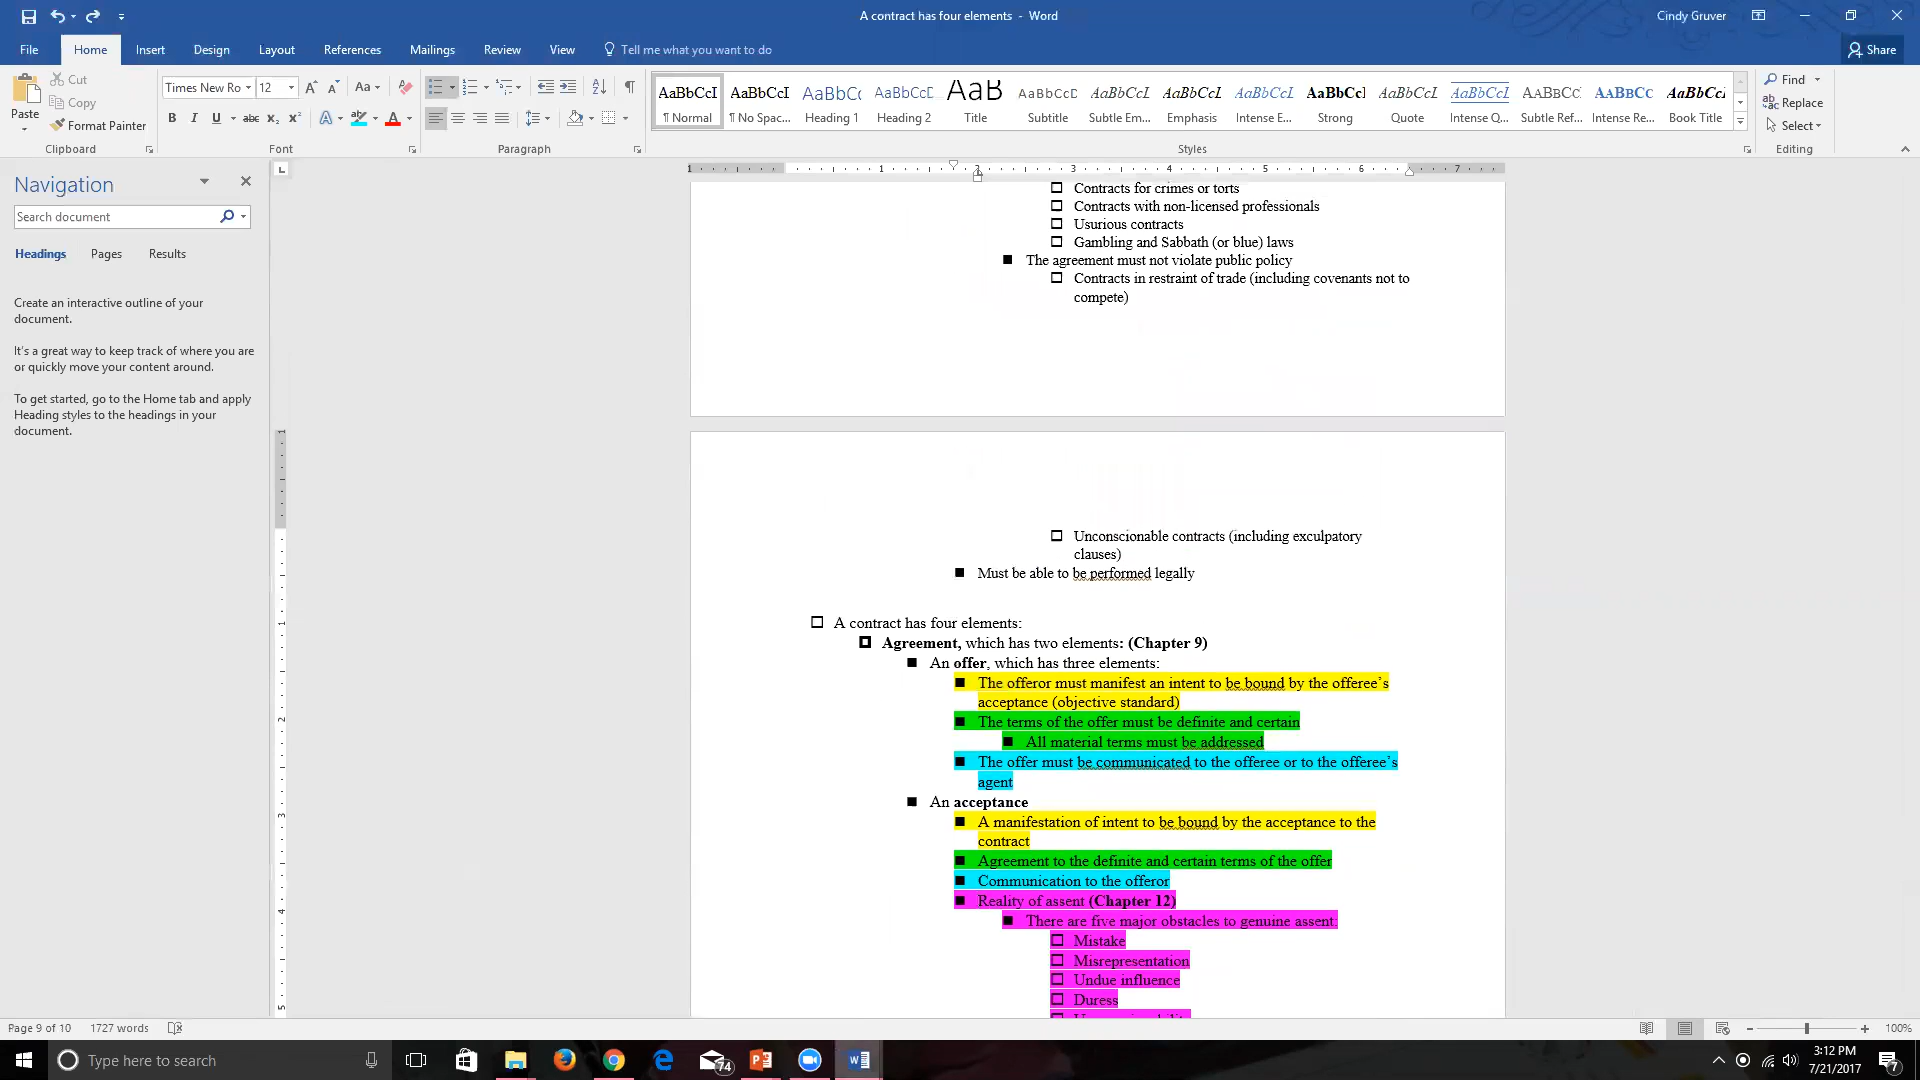 A contract has four elements - Word
Cindy Gruver
File Home Insert Design Layout References Mailings Review View Tell me what you want to do
Share
Paste
Cut
Copy
Format Painter
Clipboard
Times New Ro 12
Font
Paragraph
AaBbCcI AaBbCcI AaBbC AaBbCcD AaB AaBbCcD AaBbCcI AaBbCcI AaBbCcI AaBbCcI AaBbCcI AaBbCcI AaBbCc AaBbCc AaBbCcI
¶ Normal ¶ No Spac... Heading 1 Heading 2 Title Subtitle Subtle Em... Emphasis Intense E... Strong Quote Intense Q... Subtle Ref... Intense Re... Book Title
Styles
Find
Replace
Select
Editing
Navigation
Search document
Headings Pages Results
Create an interactive outline of your
document.
It's a great way to keep track of where you are
or quickly move your content around.
To get started, go to the Home tab and apply
Heading styles to the headings in your
document.
1 1 2 3 4 5 6 7
Contracts for crimes or torts
Contracts with non-licensed professionals
Usurious contracts
Gambling and Sabbath (or blue) laws
The agreement must not violate public policy
Contracts in restraint of trade (including covenants not to
compete)
Unconscionable contracts (including exculpatory
clauses)
Must be able to be performed legally
A contract has four elements:
Agreement, which has two elements: (Chapter 9)
An offer, which has three elements:
The offeror must manifest an intent to be bound by the offeree's
acceptance (objective standard)
The terms of the offer must be definite and certain
All material terms must be addressed
The offer must be communicated to the offeree or to the offeree's
agent
An acceptance
A manifestation of intent to be bound by the acceptance to the
contract
Agreement to the definite and certain terms of the offer
Communication to the offeror
Reality of assent (Chapter 12)
There are five major obstacles to genuine assent:
Mistake
Misrepresentation
Undue influence
Duress
Page 9 of 10 1727 words
100%
Type here to search
74
3:12 PM
7/21/2017
7